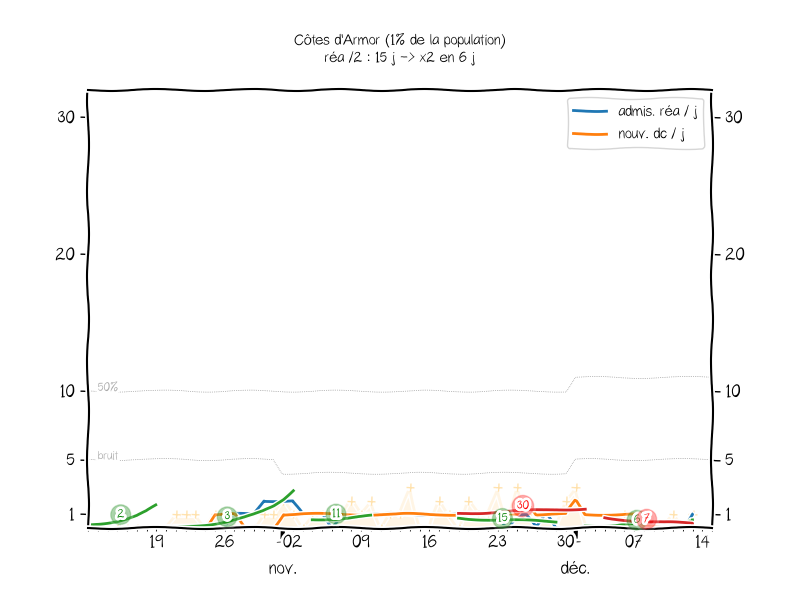 Côtes d'Armor (1% de la population)
réa /2 : 15 j -> x2 en 6 j
admis. réa / j
nouv. dc / j
30 30
20 20
50%
10 10
bruit
5 5
1 1
2 3 11 15 30 6 7
19 26 02 09 16 23 30 07 14
nov. déc.